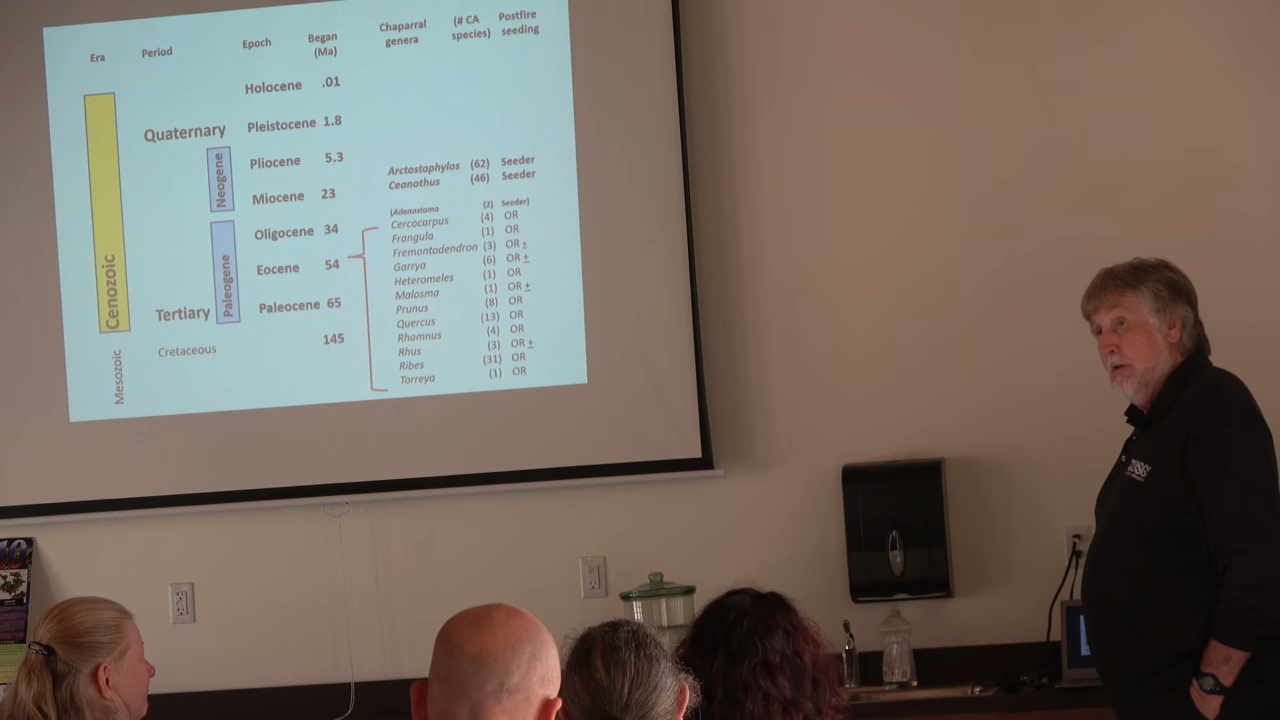 Era Period Epoch Began (Ma) Chaparral genera (# CA species) Postfire seeding
Holocene .01
Quaternary Pleistocene 1.8
Pliocene 5.3
Neogene
Miocene 23
Oligocene 34
Eocene 54
Paleogene
Tertiary Paleocene 65
Cretaceous 145
Cenozoic
Mesozoic
Arctostaphylos (62) Seeder
Ceanothus (46) Seeder
(Adenostoma (2) Seeder)
Cercocarpus (4) OR
Frangula (1) OR
Fremontodendron (3) OR ±
Garrya (6) OR ±
Heteromeles (1) OR
Malosma (1) OR ±
Prunus (8) OR
Quercus (13) OR
Rhamnus (4) OR
Rhus (3) OR ±
Ribes (31) OR
Torreya (1) OR